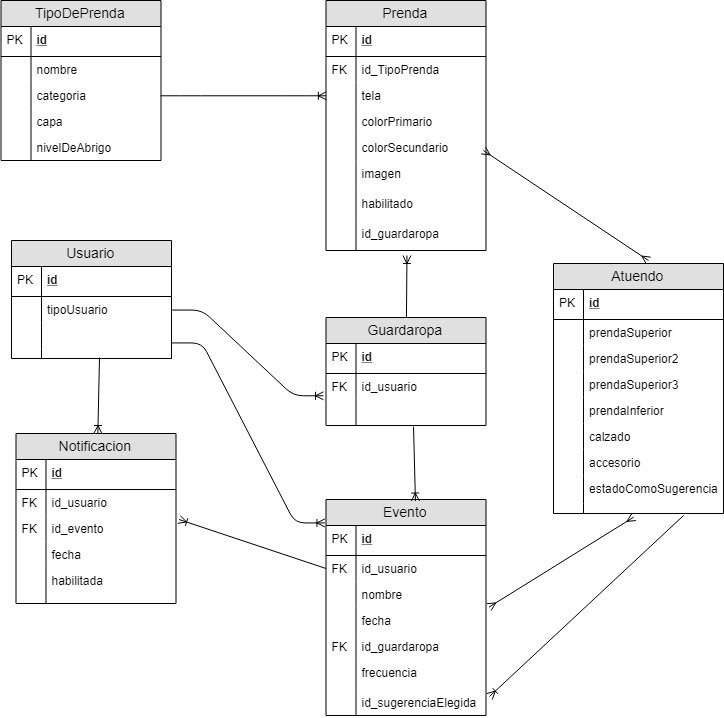 TipoDePrenda
PK id
nombre
categoria
capa
nivelDeAbrigo
Prenda
PK id
FK id_TipoPrenda
tela
colorPrimario
colorSecundario
imagen
habilitado
id_guardaropa
Usuario
PK id
tipoUsuario
Guardaropa
PK id
FK id_usuario
Atuendo
PK id
prendaSuperior
prendaSuperior2
prendaSuperior3
prendaInferior
calzado
accesorio
estadoComoSugerencia
Notificacion
PK id
FK id_usuario
FK id_evento
fecha
habilitada
Evento
PK id
FK id_usuario
nombre
fecha
FK id_guardaropa
frecuencia
id_sugerenciaElegida